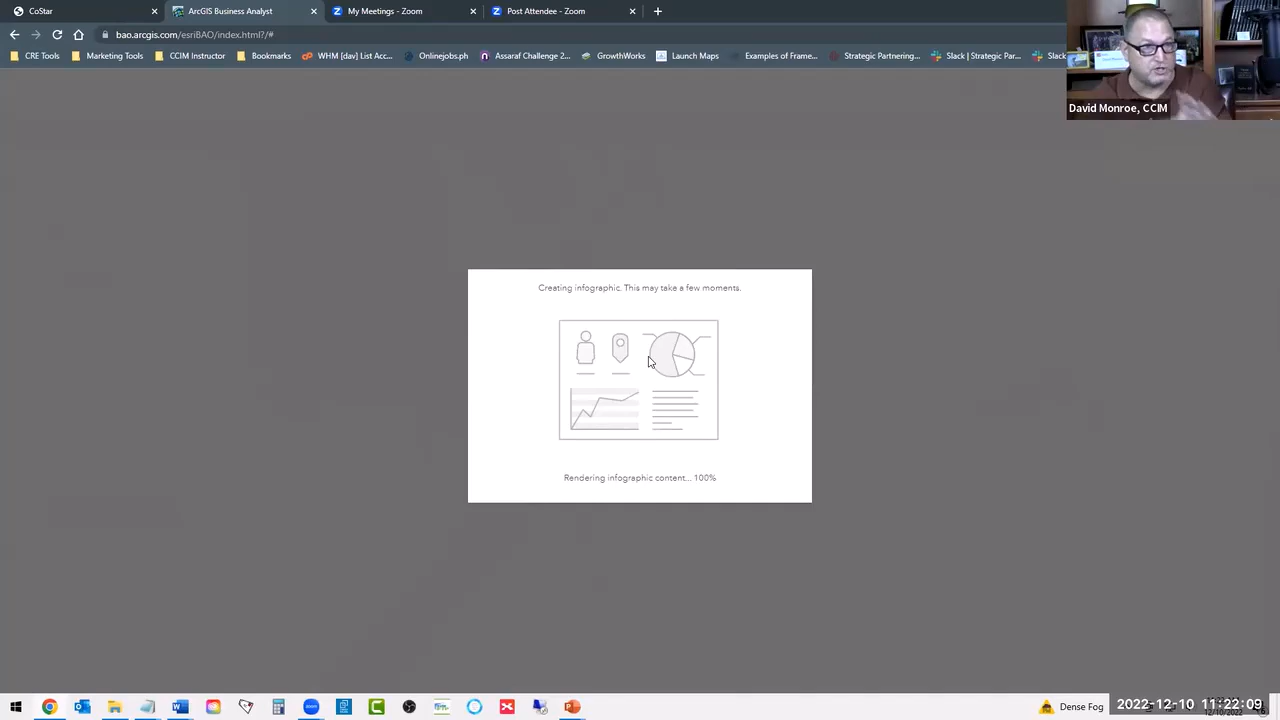 CoStar
ArcGIS Business Analyst
My Meetings - Zoom
Post Attendee - Zoom
bao.arcgis.com/esriBAO/index.html?/#
CRE Tools
Marketing Tools
CCIM Instructor
Bookmarks
WHM [dav] List Acc...
Onlinejobs.ph
Assaraf Challenge 2...
GrowthWorks
Launch Maps
Examples of Frame...
Strategic Partnering...
Slack | Strategic Par...
Slack
David Monroe, CCIM
Creating infographic. This may take a few moments.
Rendering infographic content... 100%
Dense Fog
2022-12-10 11:22:09